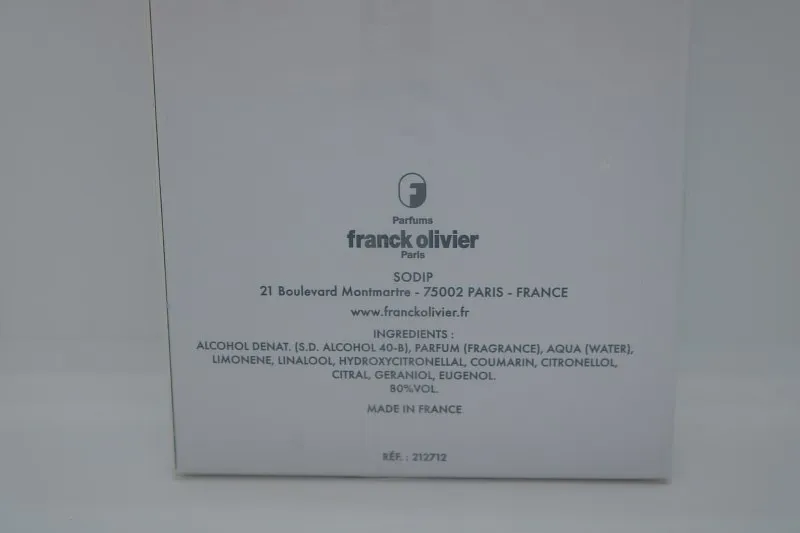 F
Parfums
franck olivier
Paris
SODIP
21 Boulevard Montmartre - 75002 PARIS - FRANCE
www.franckolivier.fr
INGREDIENTS :
ALCOHOL DENAT. (S.D. ALCOHOL 40-B), PARFUM (FRAGRANCE), AQUA (WATER),
LIMONENE, LINALOOL, HYDROXYCITRONELLAL, COUMARIN, CITRONELLOL,
CITRAL, GERANIOL, EUGENOL.
80%VOL.
MADE IN FRANCE
RÉF. : 212712